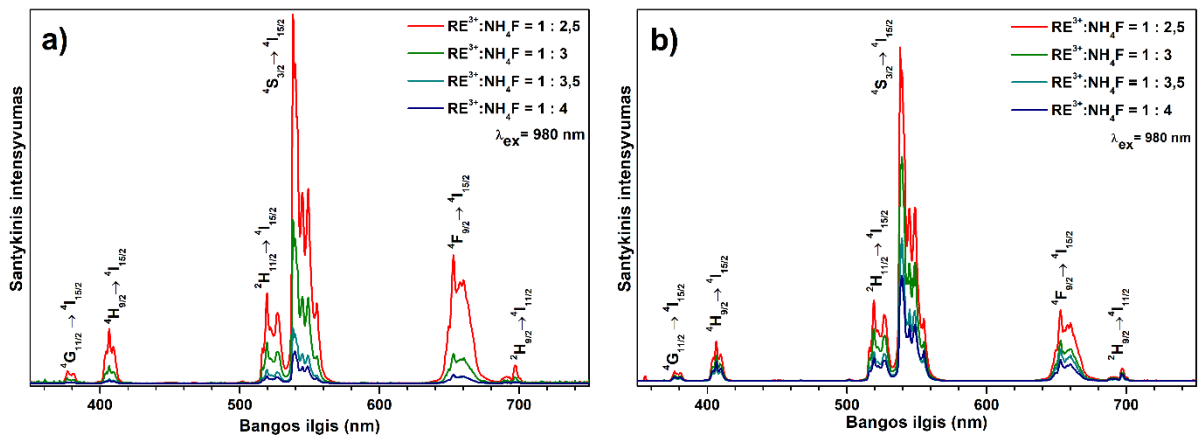 a)
RE³⁺:NH₄F = 1 : 2,5
RE³⁺:NH₄F = 1 : 3
RE³⁺:NH₄F = 1 : 3,5
RE³⁺:NH₄F = 1 : 4
λex= 980 nm
⁴G₁₁/₂→⁴I₁₅/₂
⁴H₉/₂→⁴I₁₅/₂
²H₁₁/₂→⁴I₁₅/₂
⁴S₃/₂→⁴I₁₅/₂
⁴F₉/₂→⁴I₁₅/₂
²H₉/₂→⁴I₁₁/₂
Santykinis intensyvumas
400 500 600 700
Bangos ilgis (nm)
b)
RE³⁺:NH₄F = 1 : 2,5
RE³⁺:NH₄F = 1 : 3
RE³⁺:NH₄F = 1 : 3,5
RE³⁺:NH₄F = 1 : 4
λex= 980 nm
⁴G₁₁/₂→⁴I₁₅/₂
⁴H₉/₂→⁴I₁₅/₂
²H₁₁/₂→⁴I₁₅/₂
⁴S₃/₂→⁴I₁₅/₂
⁴F₉/₂→⁴I₁₅/₂
²H₉/₂→⁴I₁₁/₂
Santykinis intensyvumas
400 500 600 700
Bangos ilgis (nm)